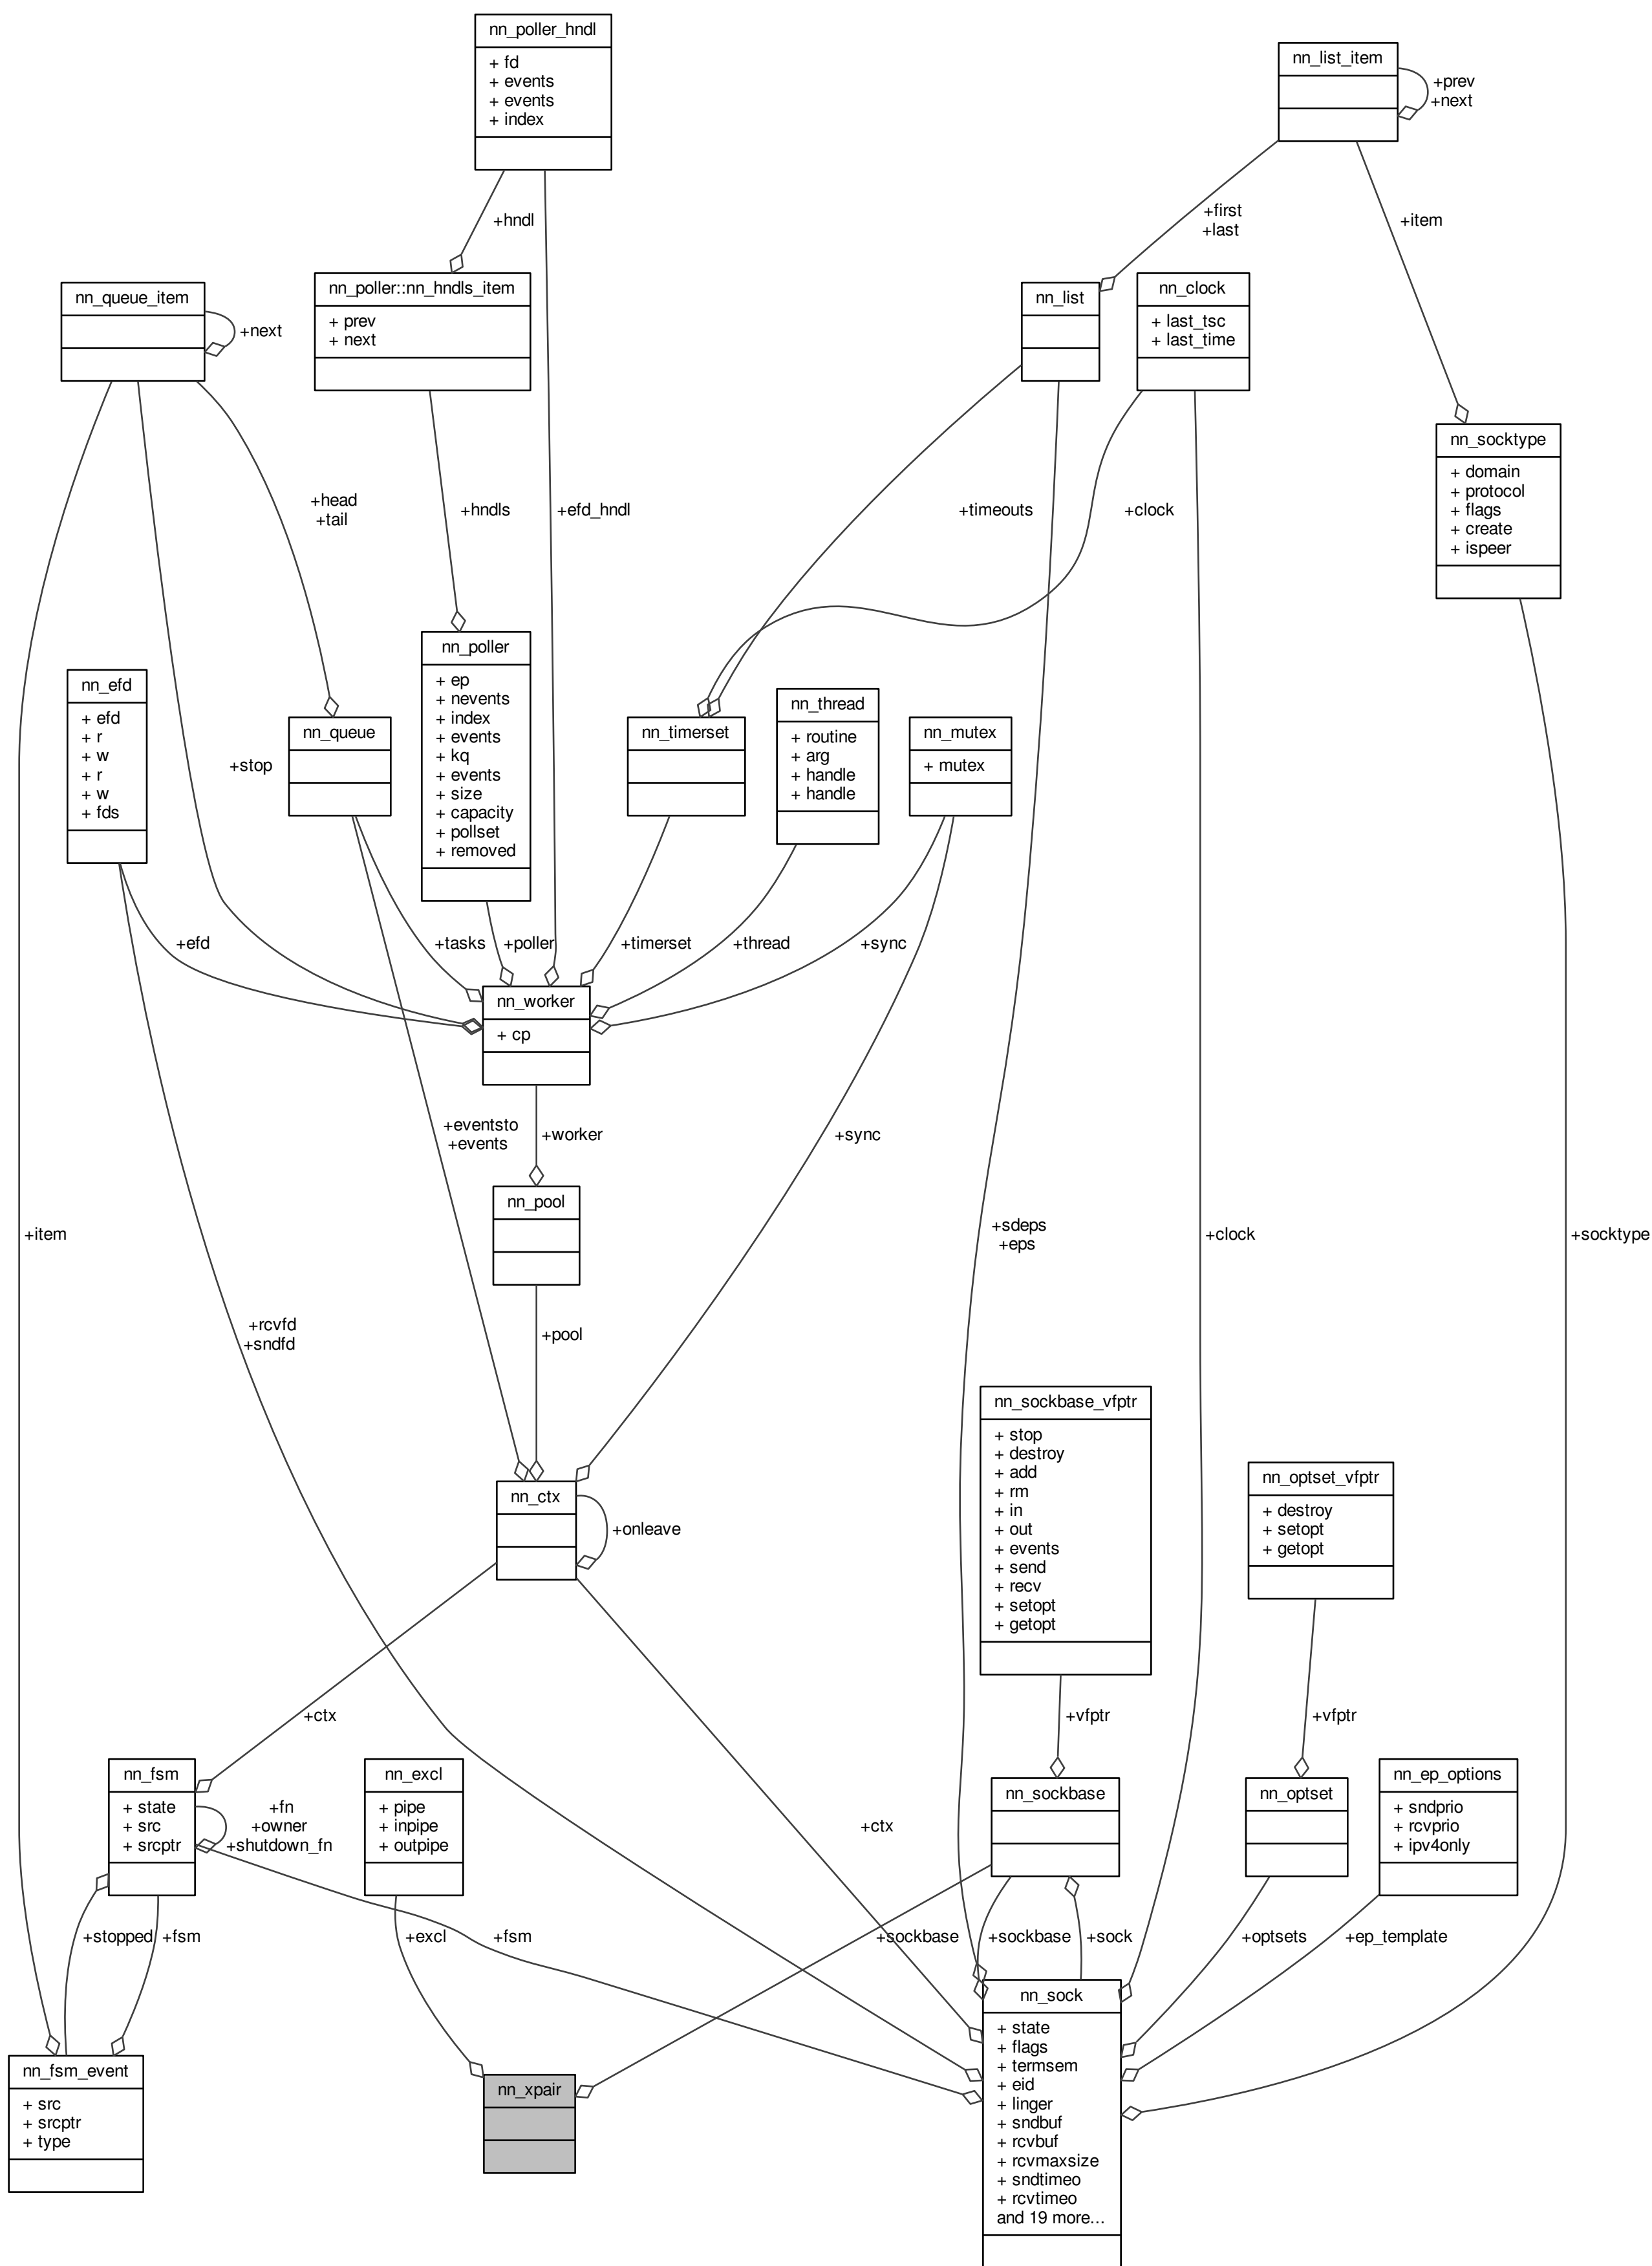 nn_poller_hndl
+ fd
+ events
+ events
+ index
nn_list_item
+prev
+next
+hndl
+first
+last
+item
nn_queue_item
+next
nn_poller::nn_hndls_item
+ prev
+ next
nn_list
nn_clock
+ last_tsc
+ last_time
nn_socktype
+ domain
+ protocol
+ flags
+ create
+ ispeer
+head
+tail
+hndls
+efd_hndl
+timeouts
+clock
nn_efd
+ efd
+ r
+ w
+ r
+ w
+ fds
+stop
nn_queue
nn_poller
+ ep
+ nevents
+ index
+ events
+ kq
+ events
+ size
+ capacity
+ pollset
+ removed
nn_timerset
nn_thread
+ routine
+ arg
+ handle
+ handle
nn_mutex
+ mutex
+efd
+tasks
+poller
+timerset
+thread
+sync
nn_worker
+ cp
+eventsto
+events
+worker
+sync
nn_pool
+item
+sdeps
+eps
+clock
+socktype
+rcvfd
+sndfd
+pool
nn_ctx
+onleave
nn_sockbase_vfptr
+ stop
+ destroy
+ add
+ rm
+ in
+ out
+ events
+ send
+ recv
+ setopt
+ getopt
nn_optset_vfptr
+ destroy
+ setopt
+ getopt
+ctx
+vfptr
+vfptr
nn_fsm
+ state
+ src
+ srcptr
+fn
+owner
+shutdown_fn
nn_excl
+ pipe
+ inpipe
+ outpipe
+ctx
nn_sockbase
nn_optset
nn_ep_options
+ sndprio
+ rcvprio
+ ipv4only
+stopped
+fsm
+excl
+fsm
+sockbase
+sockbase
+sock
+optsets
+ep_template
nn_fsm_event
+ src
+ srcptr
+ type
nn_xpair
nn_sock
+ state
+ flags
+ termsem
+ eid
+ linger
+ sndbuf
+ rcvbuf
+ rcvmaxsize
+ sndtimeo
+ rcvtimeo
and 19 more...